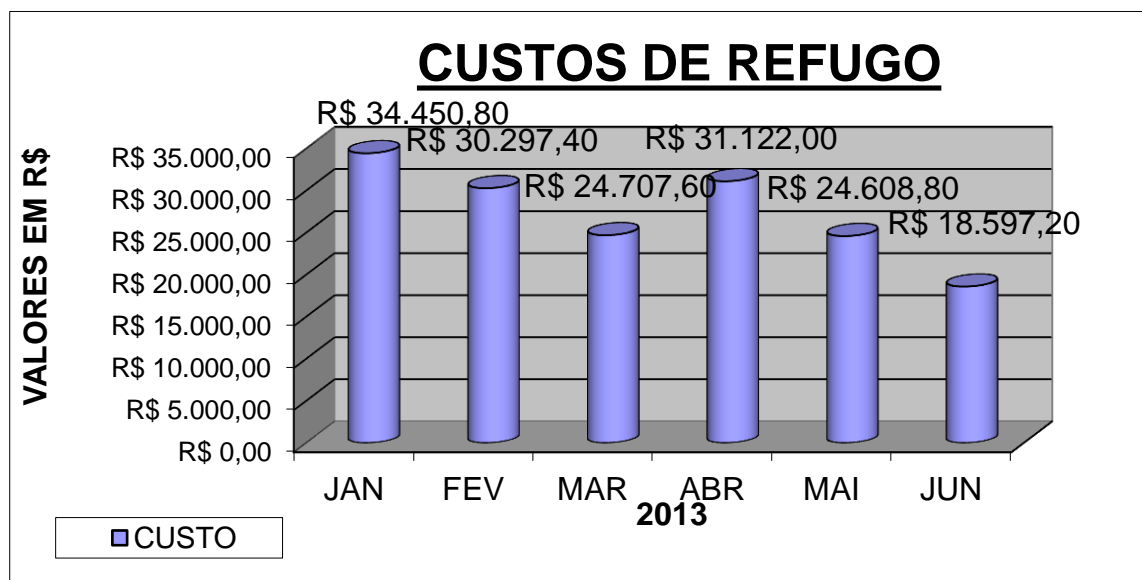 CUSTOS DE REFUGO
R$ 34.450,80
R$ 30.297,40
R$ 24.707,60
R$ 31.122,00
R$ 24.608,80
R$ 18.597,20
VALORES EM R$
R$ 35.000,00
R$ 30.000,00
R$ 25.000,00
R$ 20.000,00
R$ 15.000,00
R$ 10.000,00
R$ 5.000,00
R$ 0,00
JAN FEV MAR ABR MAI JUN
2013
CUSTO